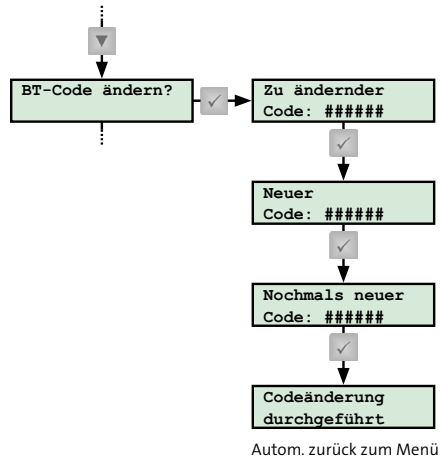 BT-Code ändern?
Zu ändernder
Code: ######
Neuer
Code: ######
Nochmals neuer
Code: ######
Codeänderung
durchgeführt
Autom. zurück zum Menü